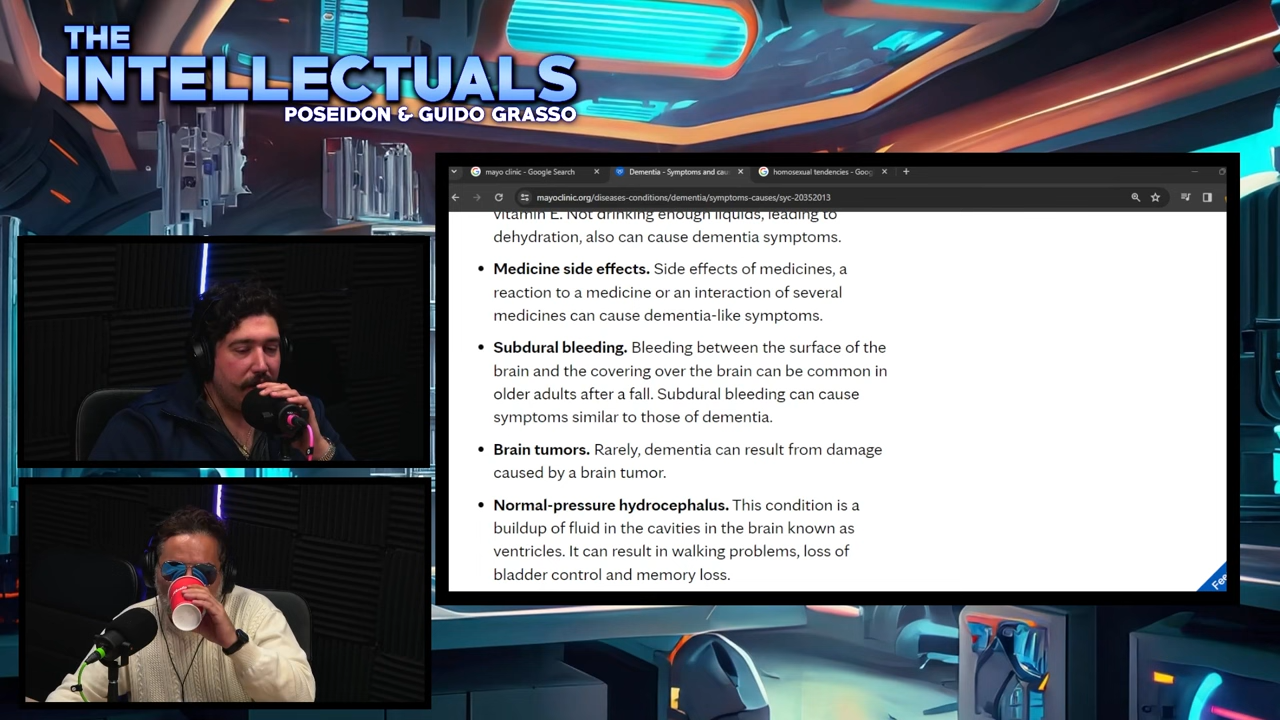 THE
INTELLECTUALS
POSEIDON & GUIDO GRASSO
mayo clinic - Google Search
Dementia - Symptoms and cau
homosexual tendencies - Goog
mayoclinic.org/diseases-conditions/dementia/symptoms-causes/syc-20352013
vitamin E. Not drinking enough liquids, leading to
dehydration, also can cause dementia symptoms.
• Medicine side effects. Side effects of medicines, a
reaction to a medicine or an interaction of several
medicines can cause dementia-like symptoms.
• Subdural bleeding. Bleeding between the surface of the
brain and the covering over the brain can be common in
older adults after a fall. Subdural bleeding can cause
symptoms similar to those of dementia.
• Brain tumors. Rarely, dementia can result from damage
caused by a brain tumor.
• Normal-pressure hydrocephalus. This condition is a
buildup of fluid in the cavities in the brain known as
ventricles. It can result in walking problems, loss of
bladder control and memory loss.
Fee